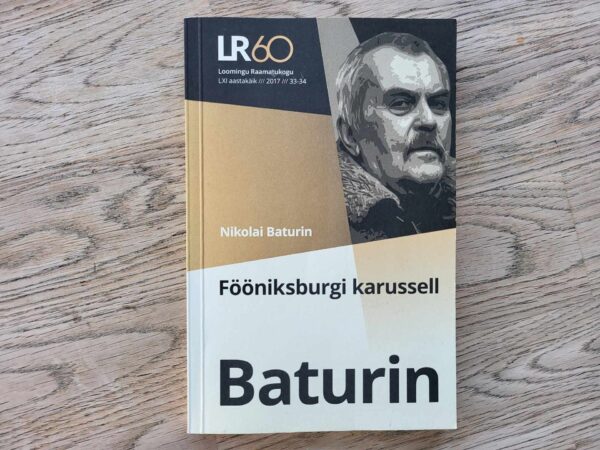 LR60
Loomingu Raamatukogu
LXI aastakäik /// 2017 /// 33-34
Nikolai Baturin
Fööniksburgi karussell
Baturin